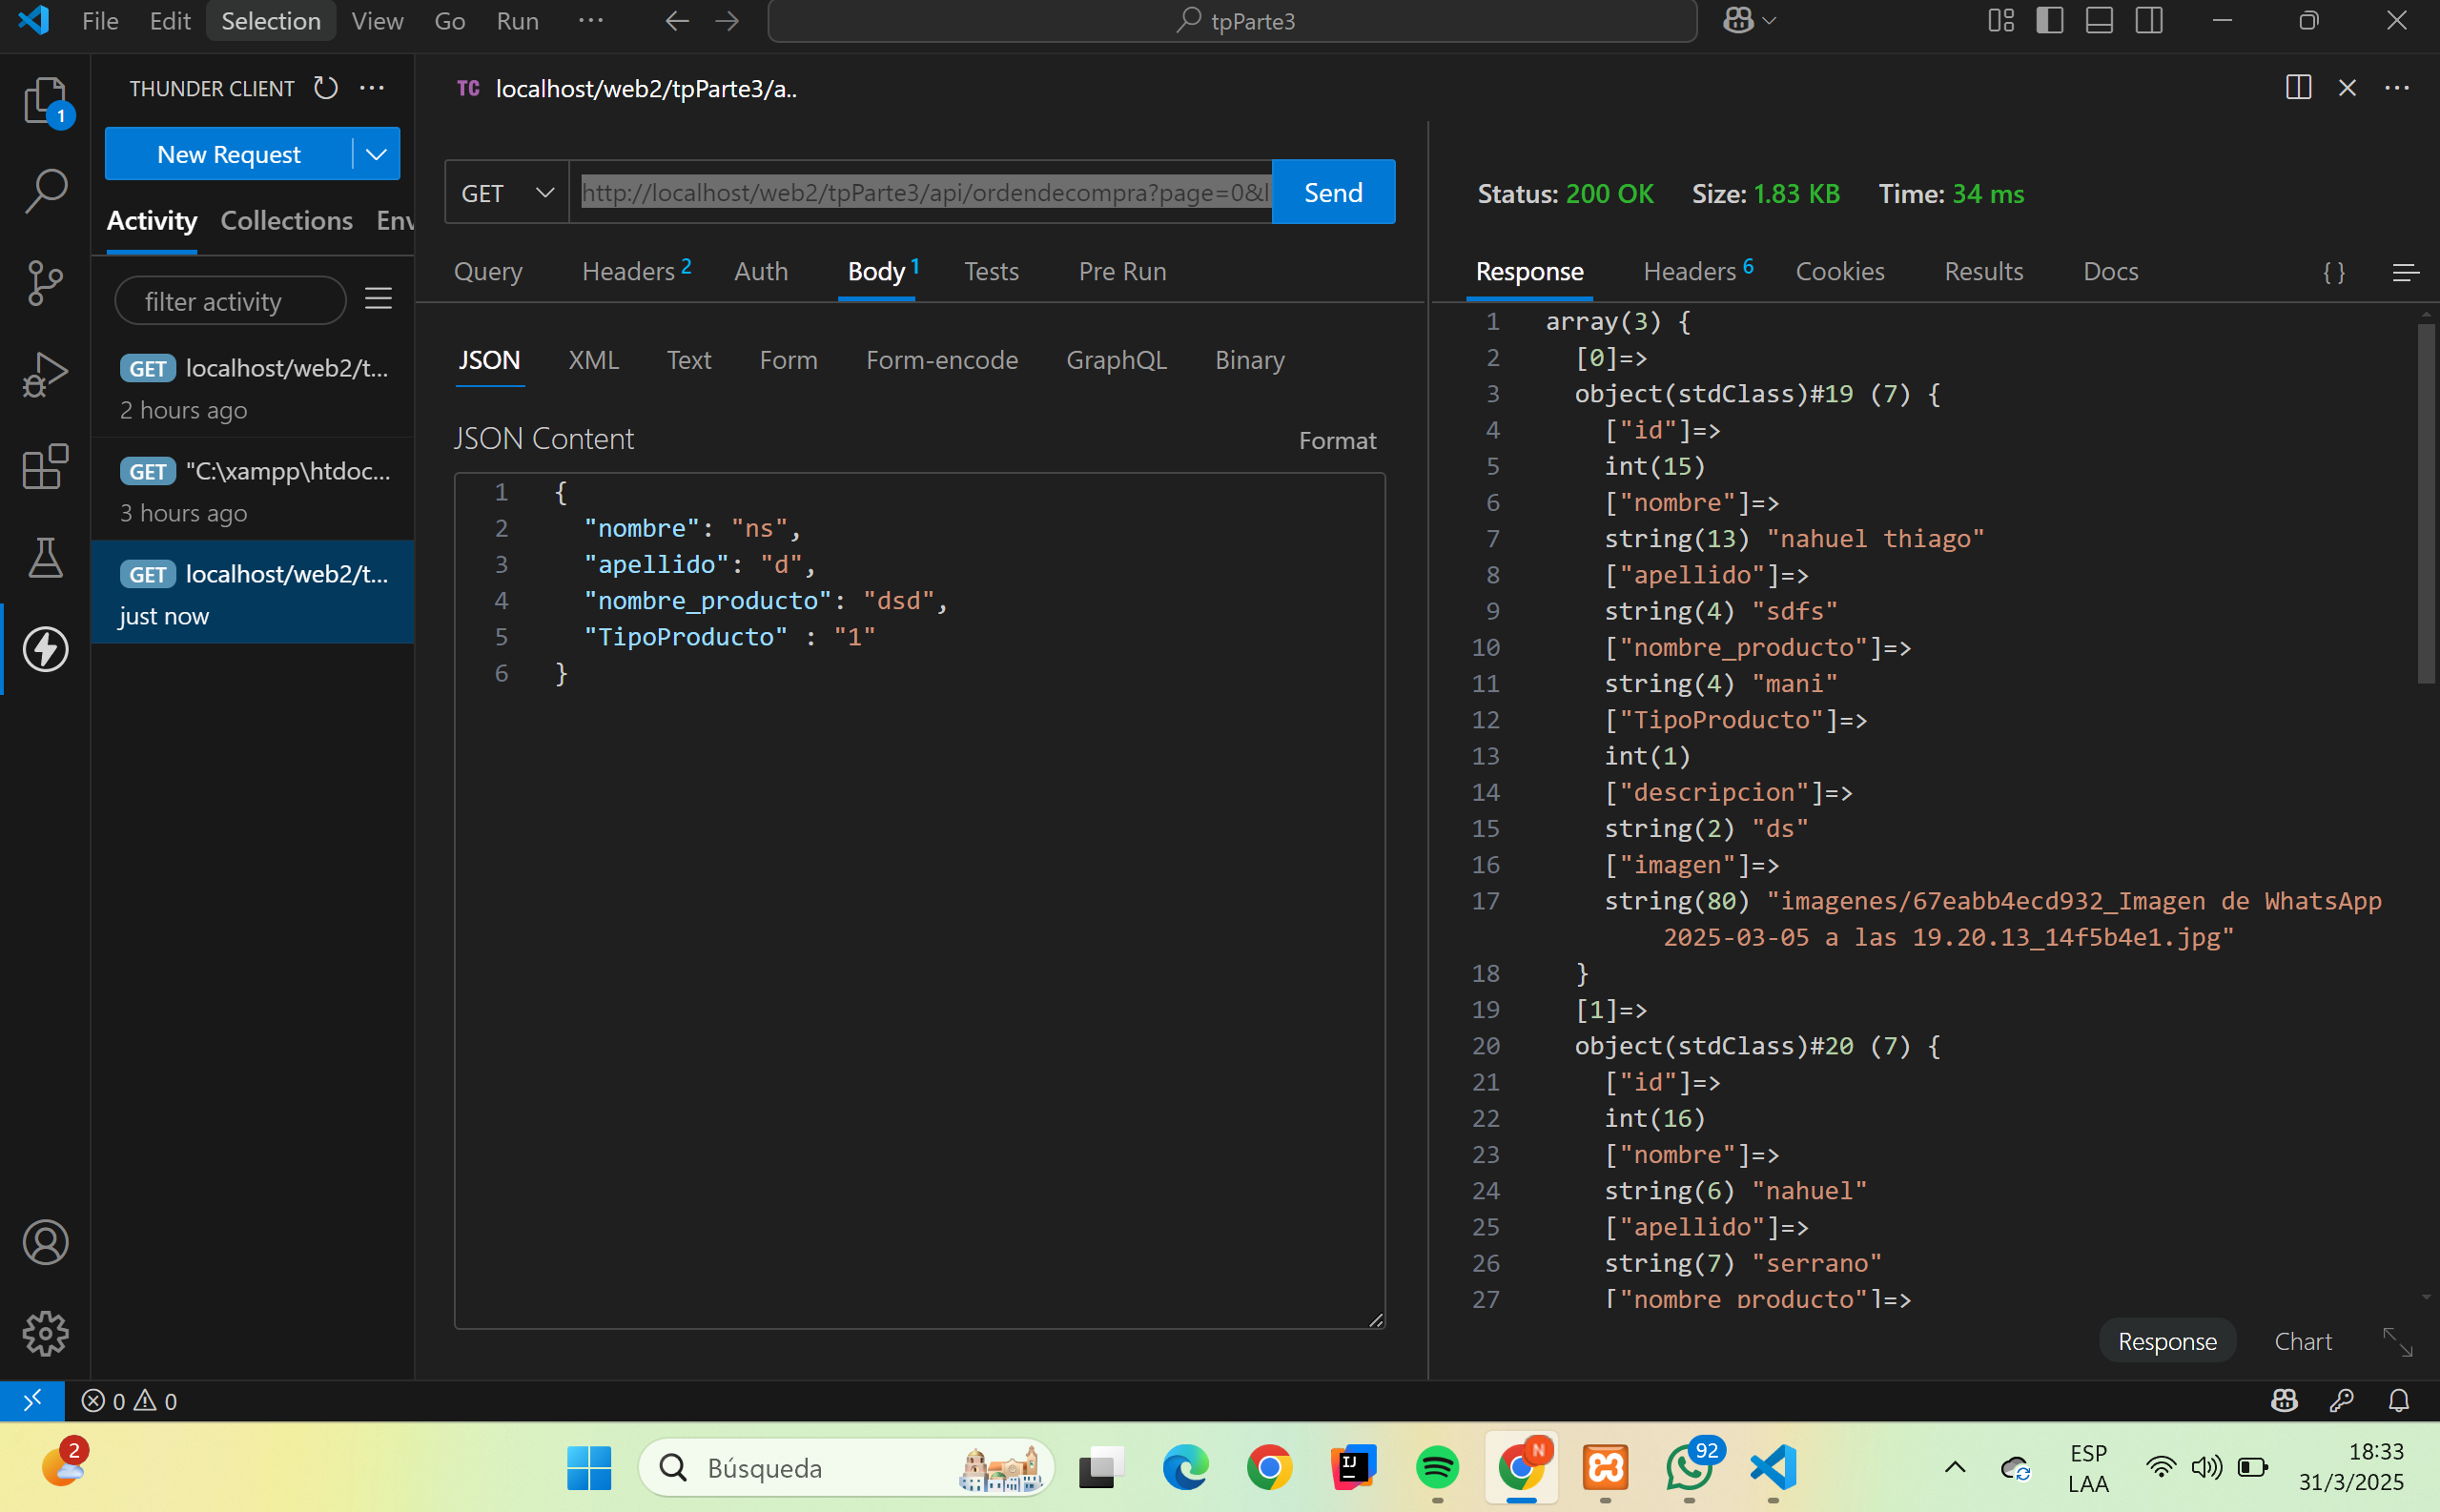 File Edit Selection View Go Run ··· tpParte3
THUNDER CLIENT
TC localhost/web2/tpParte3/a..
New Request
Activity Collections Env
filter activity
GET localhost/web2/t...
2 hours ago
GET "C:\xampp\htdoc...
3 hours ago
GET localhost/web2/t...
just now
1
GET http://localhost/web2/tpParte3/api/ordendecompra?page=0&l Send
Query Headers 2 Auth Body 1 Tests Pre Run
JSON XML Text Form Form-encode GraphQL Binary
JSON Content Format
1 {
2 "nombre": "ns",
3 "apellido": "d",
4 "nombre_producto": "dsd",
5 "TipoProducto" : "1"
6 }
Status: 200 OK Size: 1.83 KB Time: 34 ms
Response Headers 6 Cookies Results Docs { }
1 array(3) {
2 [0]=>
3 object(stdClass)#19 (7) {
4 ["id"]=>
5 int(15)
6 ["nombre"]=>
7 string(13) "nahuel thiago"
8 ["apellido"]=>
9 string(4) "sdfs"
10 ["nombre_producto"]=>
11 string(4) "mani"
12 ["TipoProducto"]=>
13 int(1)
14 ["descripcion"]=>
15 string(2) "ds"
16 ["imagen"]=>
17 string(80) "imagenes/67eabb4ecd932_Imagen de WhatsApp
2025-03-05 a las 19.20.13_14f5b4e1.jpg"
18 }
19 [1]=>
20 object(stdClass)#20 (7) {
21 ["id"]=>
22 int(16)
23 ["nombre"]=>
24 string(6) "nahuel"
25 ["apellido"]=>
26 string(7) "serrano"
27 ["nombre_producto"]=>
Response Chart
0 0
2
Búsqueda
IJ
N
92
ESP
LAA
18:33
31/3/2025